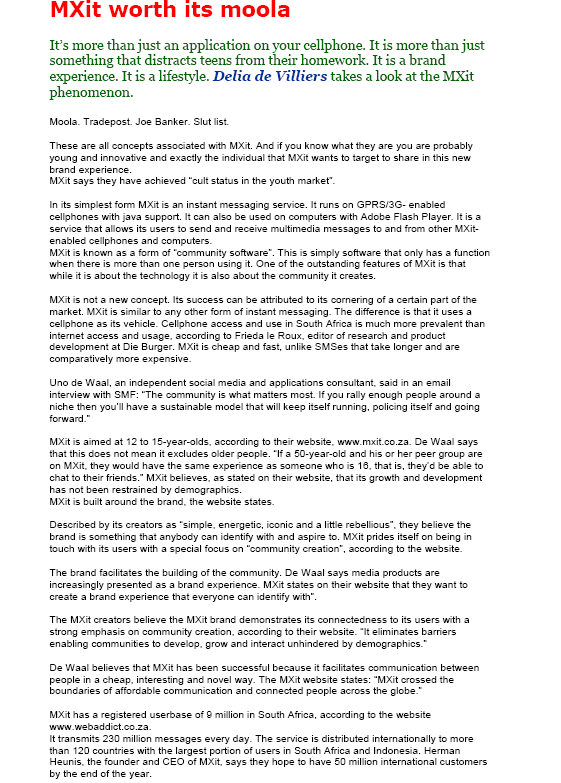 MXit worth its moola
It's more than just an application on your cellphone. It is more than just
something that distracts teens from their homework. It is a brand
experience. It is a lifestyle. Delia de Villiers takes a look at the MXit
phenomenon.
Moola. Tradepost. Joe Banker. Slut list.
These are all concepts associated with MXit. And if you know what they are you are probably
young and innovative and exactly the individual that MXit wants to target to share in this new
brand experience.
MXit says they have achieved "cult status in the youth market".
In its simplest form MXit is an instant messaging service. It runs on GPRS/3G- enabled
cellphones with java support. It can also be used on computers with Adobe Flash Player. It is a
service that allows its users to send and receive multimedia messages to and from other MXit-
enabled cellphones and computers.
MXit is known as a form of "community software". This is simply software that only has a function
when there is more than one person using it. One of the outstanding features of MXit is that
while it is about the technology it is also about the community it creates.
MXit is not a new concept. Its success can be attributed to its cornering of a certain part of the
market. MXit is similar to any other form of instant messaging. The difference is that it uses a
cellphone as its vehicle. Cellphone access and use in South Africa is much more prevalent than
internet access and usage, according to Frieda le Roux, editor of research and product
development at Die Burger. MXit is cheap and fast, unlike SMSes that take longer and are
comparatively more expensive.
Uno de Waal, an independent social media and applications consultant, said in an email
interview with SMF: "The community is what matters most. If you rally enough people around a
niche then you'll have a sustainable model that will keep itself running, policing itself and going
forward."
MXit is aimed at 12 to 15-year-olds, according to their website, www.mxit.co.za. De Waal says
that this does not mean it excludes older people. "If a 50-year-old and his or her peer group are
on MXit, they would have the same experience as someone who is 16, that is, they'd be able to
chat to their friends." MXit believes, as stated on their website, that its growth and development
has not been restrained by demographics.
MXit is built around the brand, the website states.
Described by its creators as "simple, energetic, iconic and a little rebellious", they believe the
brand is something that anybody can identify with and aspire to. MXit prides itself on being in
touch with its users with a special focus on "community creation", according to the website.
The brand facilitates the building of the community. De Waal says media products are
increasingly presented as a brand experience. MXit states on their website that they want to
create a brand experience that everyone can identify with".
The MXit creators believe the MXit brand demonstrates its connectedness to its users with a
strong emphasis on community creation, according to their website. "It eliminates barriers
enabling communities to develop, grow and interact unhindered by demographics."
De Waal believes that MXit has been successful because it facilitates communication between
people in a cheap, interesting and novel way. The MXit website states: "MXit crossed the
boundaries of affordable communication and connected people across the globe."
MXit has a registered userbase of 9 million in South Africa, according to the website
www.webaddict.co.za.
It transmits 230 million messages every day. The service is distributed internationally to more
than 120 countries with the largest portion of users in South Africa and Indonesia. Herman
Heunis, the founder and CEO of MXit, says they hope to have 50 million international customers
by the end of the year.